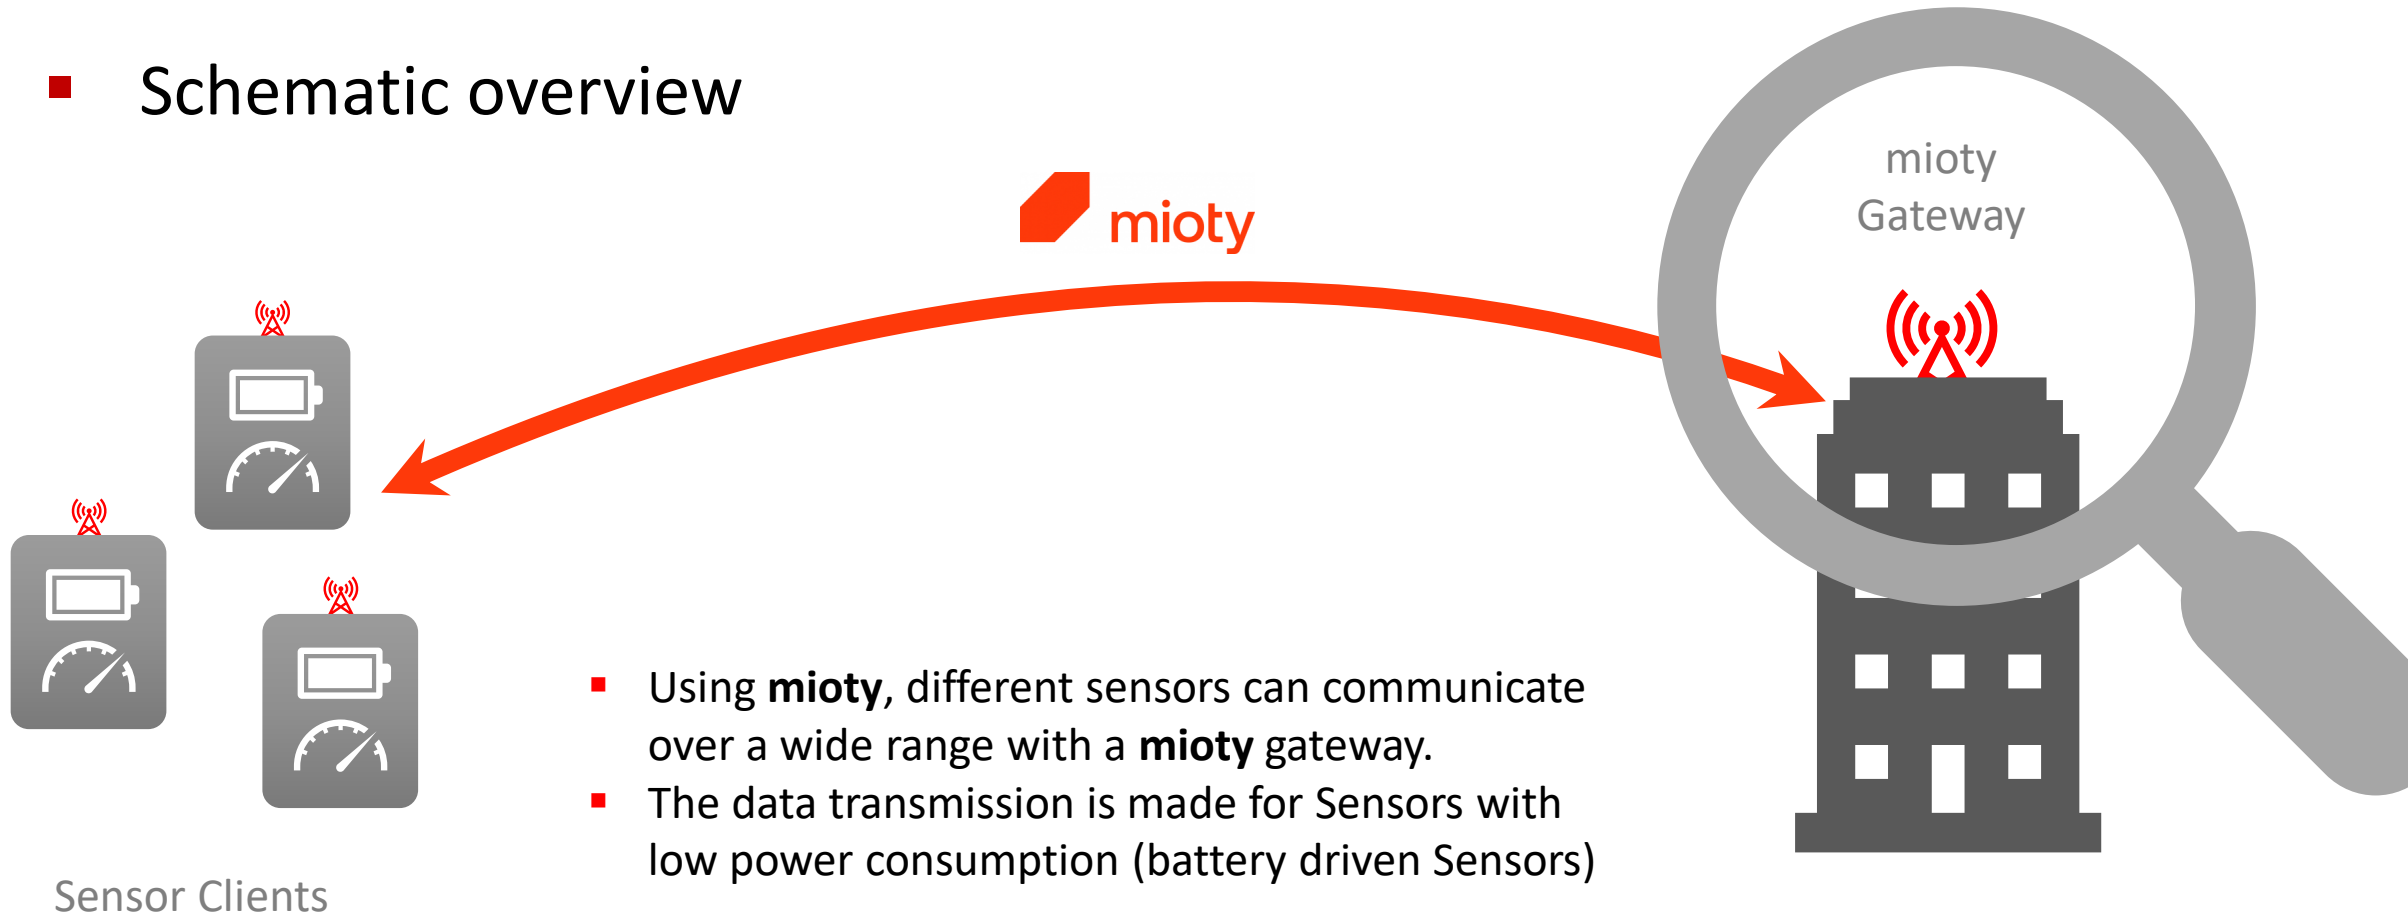 ▪ Schematic overview
mioty
mioty
Gateway
▪ Using mioty, different sensors can communicate
over a wide range with a mioty gateway.
▪ The data transmission is made for Sensors with
low power consumption (battery driven Sensors)
Sensor Clients